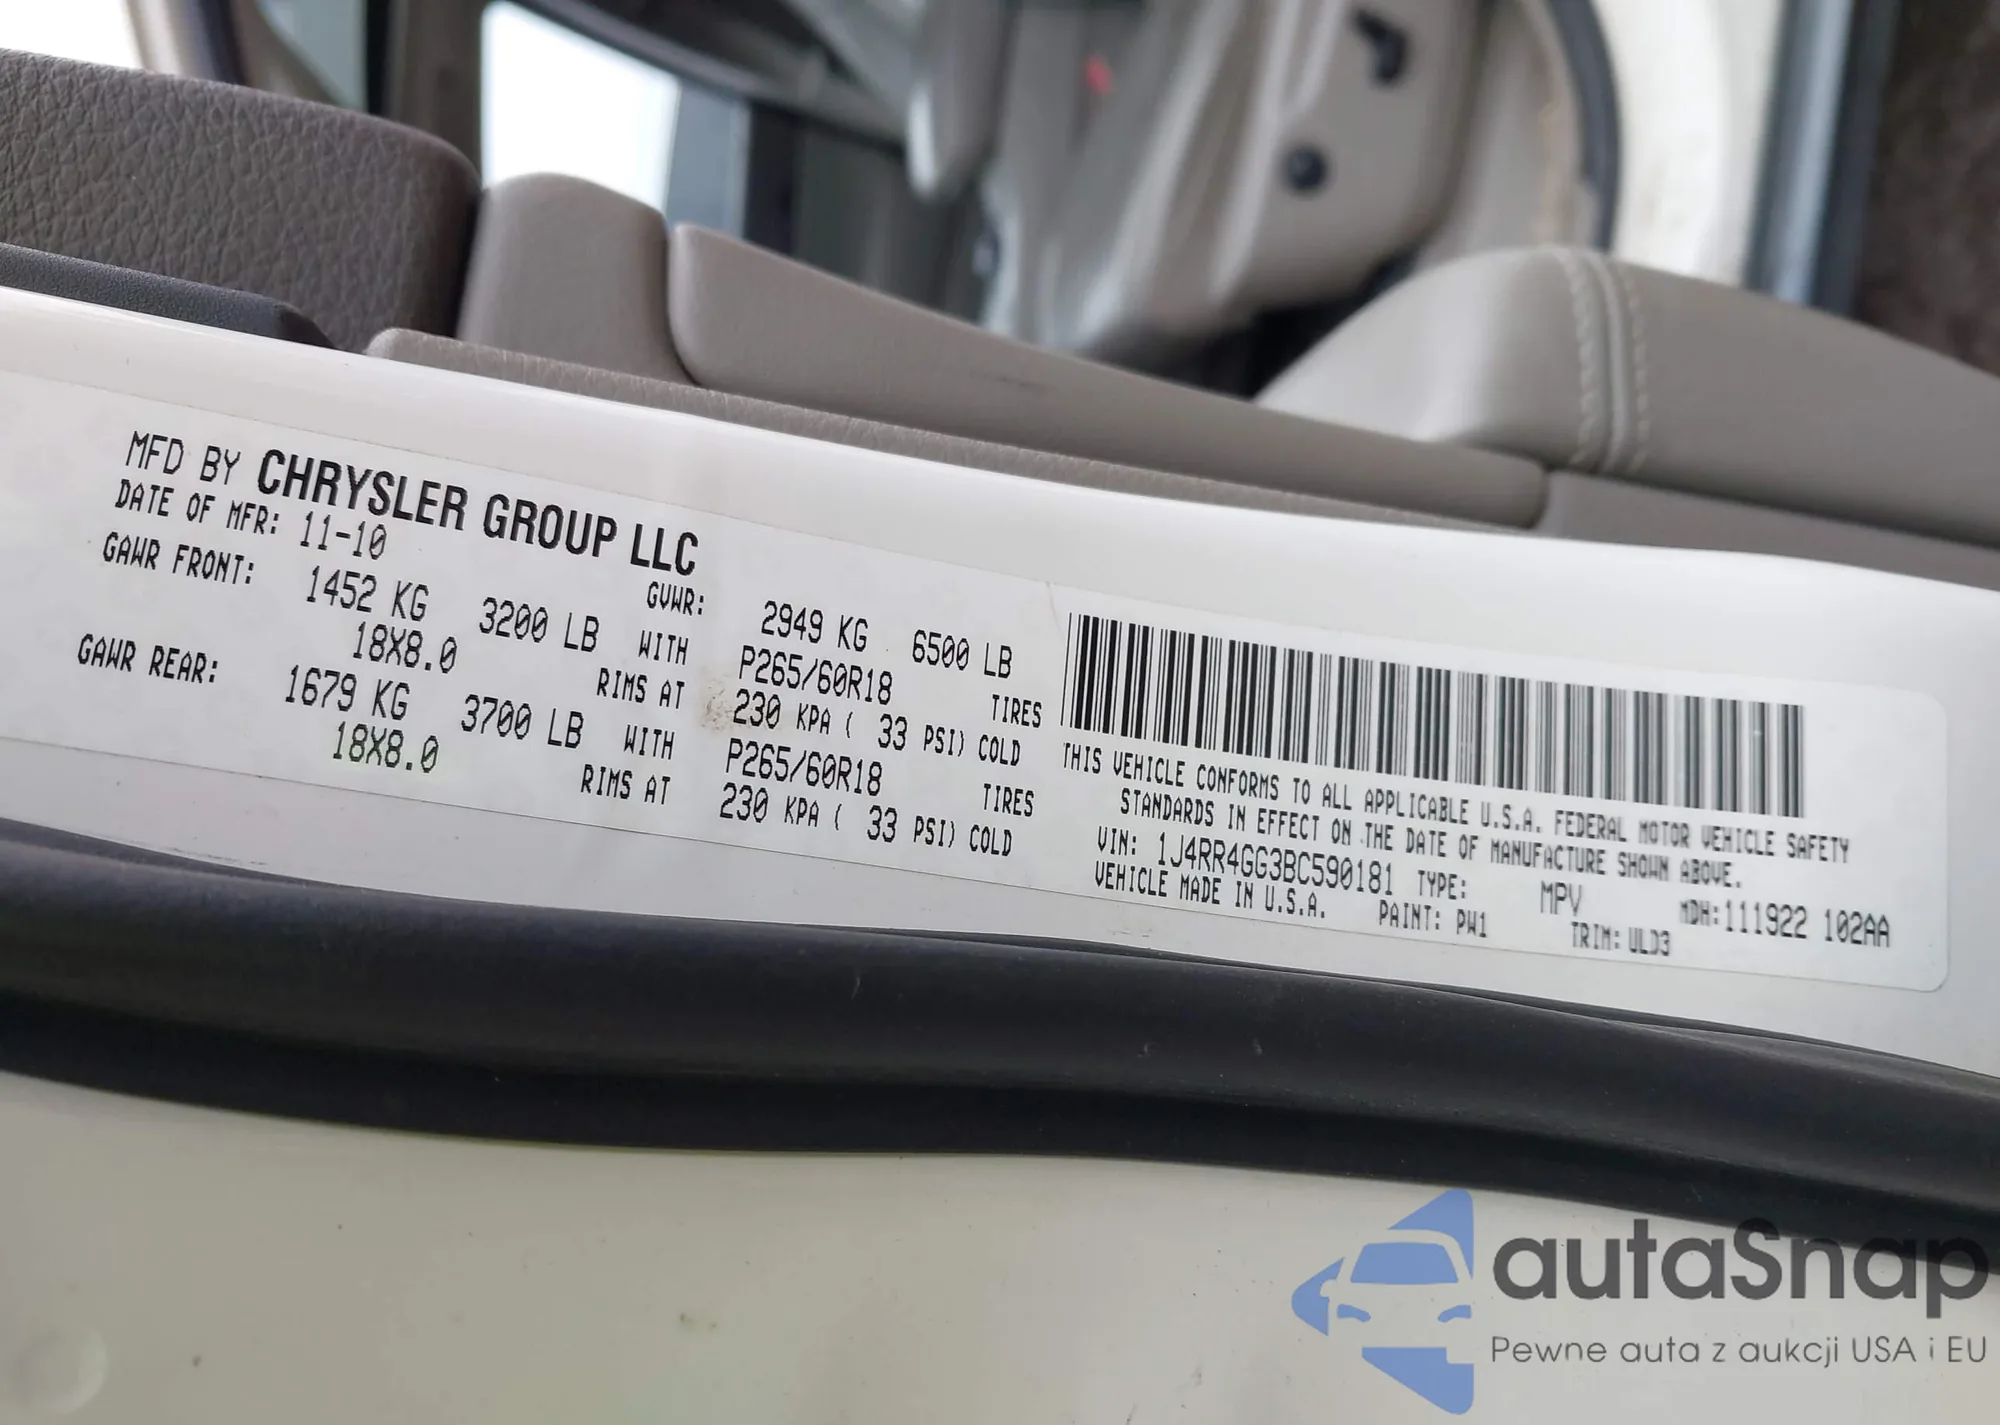 MFD BY CHRYSLER GROUP LLC
DATE OF MFR: 11-10 GVWR: 2949 KG 6500 LB
GAWR FRONT: 1452 KG 3200 LB WITH P265/60R18 TIRES
18X8.0 RIMS AT 230 KPA ( 33 PSI) COLD
GAWR REAR: 1679 KG 3700 LB WITH P265/60R18 TIRES
18X8.0 RIMS AT 230 KPA ( 33 PSI) COLD
THIS VEHICLE CONFORMS TO ALL APPLICABLE U.S.A. FEDERAL MOTOR VEHICLE SAFETY
STANDARDS IN EFFECT ON THE DATE OF MANUFACTURE SHOWN ABOVE.
VIN: 1J4RR4GG3BC590181 TYPE: MPV MDH:111922 102AA
VEHICLE MADE IN U.S.A. PAINT: PW1 TRIM: ULD3
autaSnap
Pewne auta z aukcji USA i EU